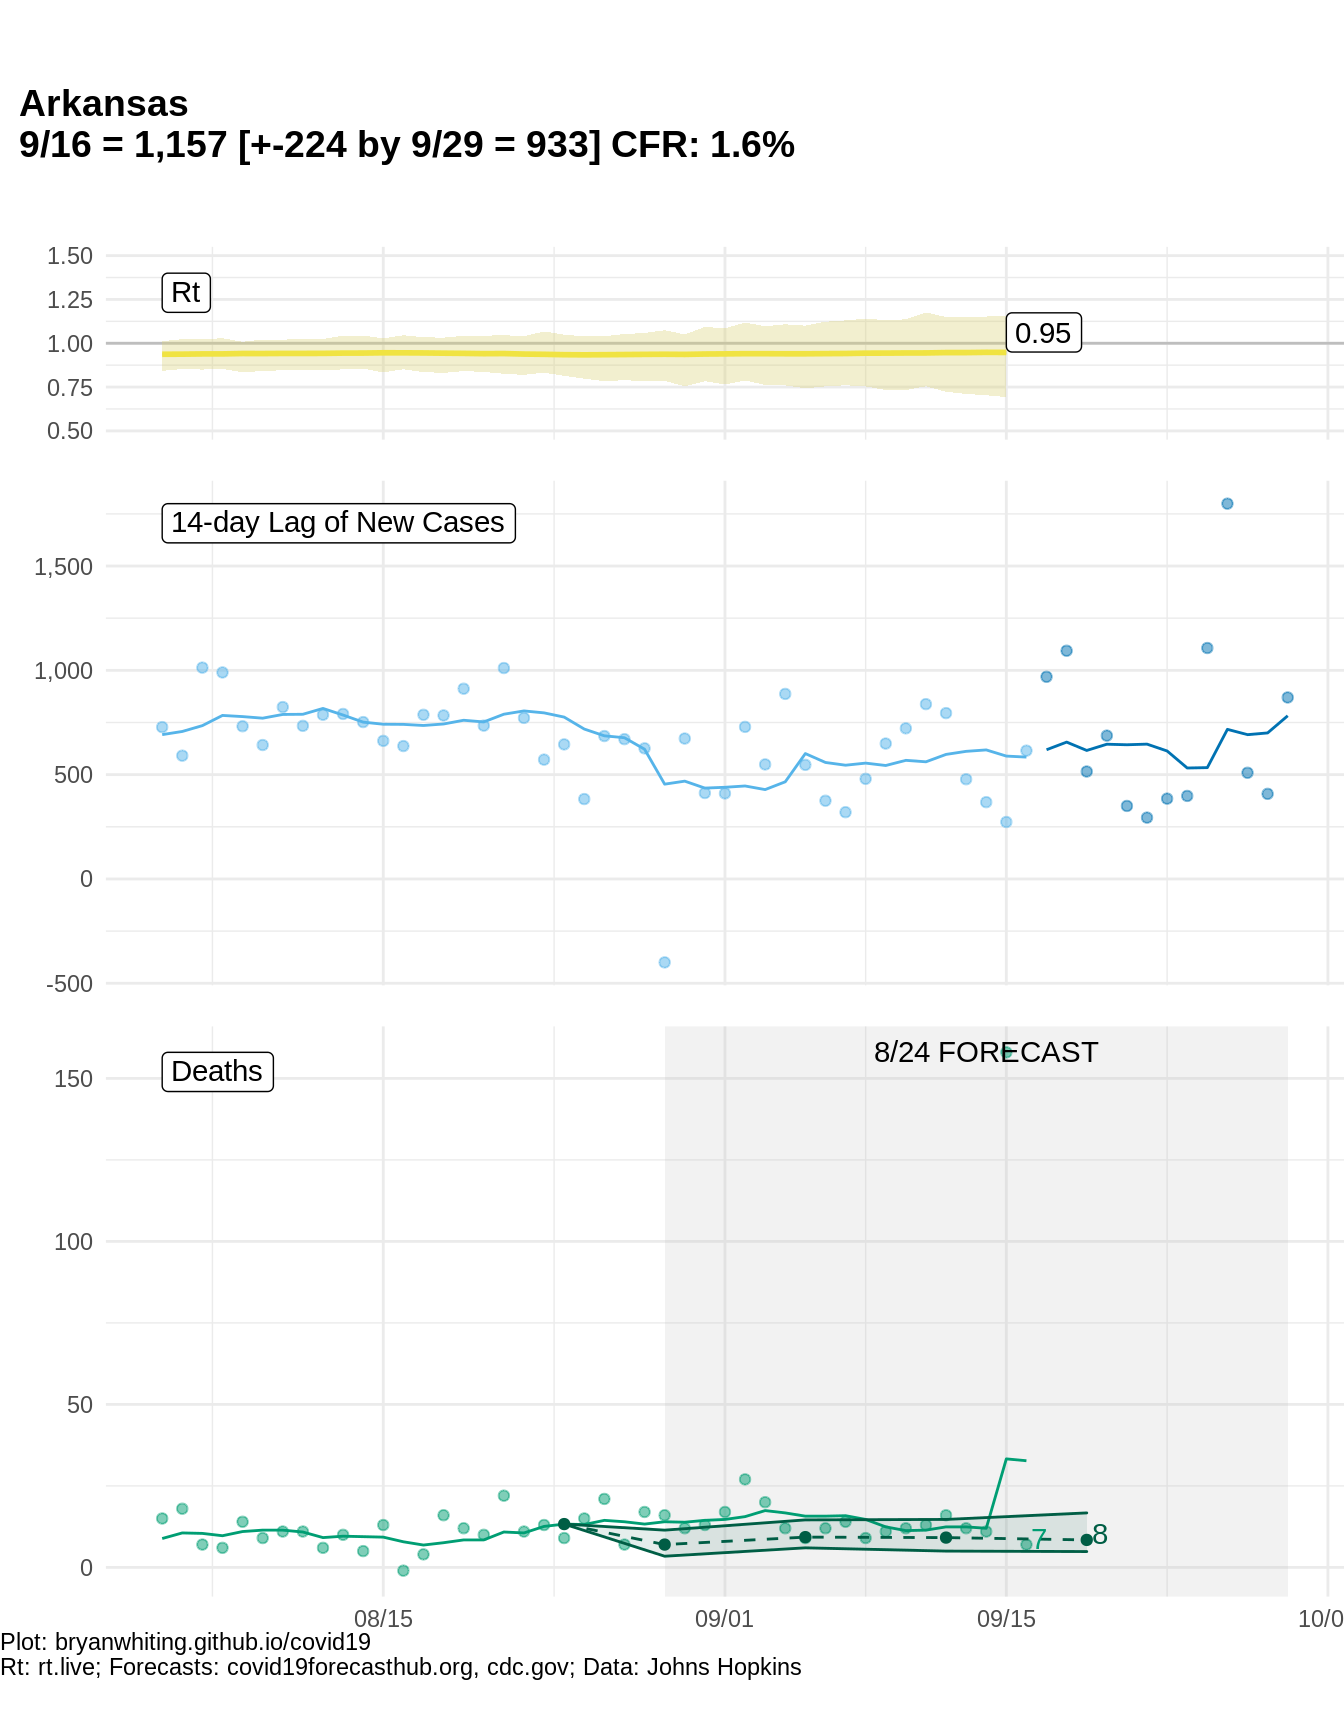 Arkansas
9/16 = 1,157 [+-224 by 9/29 = 933] CFR: 1.6%
1.50
Rt
1.25
0.95
1.00
0.75
0.50
14-day Lag of New Cases
1,500
1,000
500
0
-500
8/24 FORECAST
Deaths
150
100
50
7
8
0
08/15
09/01
09/15
10/0
Plot: bryanwhiting.github.io/covid19
Rt: rt.live; Forecasts: covid19forecasthub.org, cdc.gov; Data: Johns Hopkins